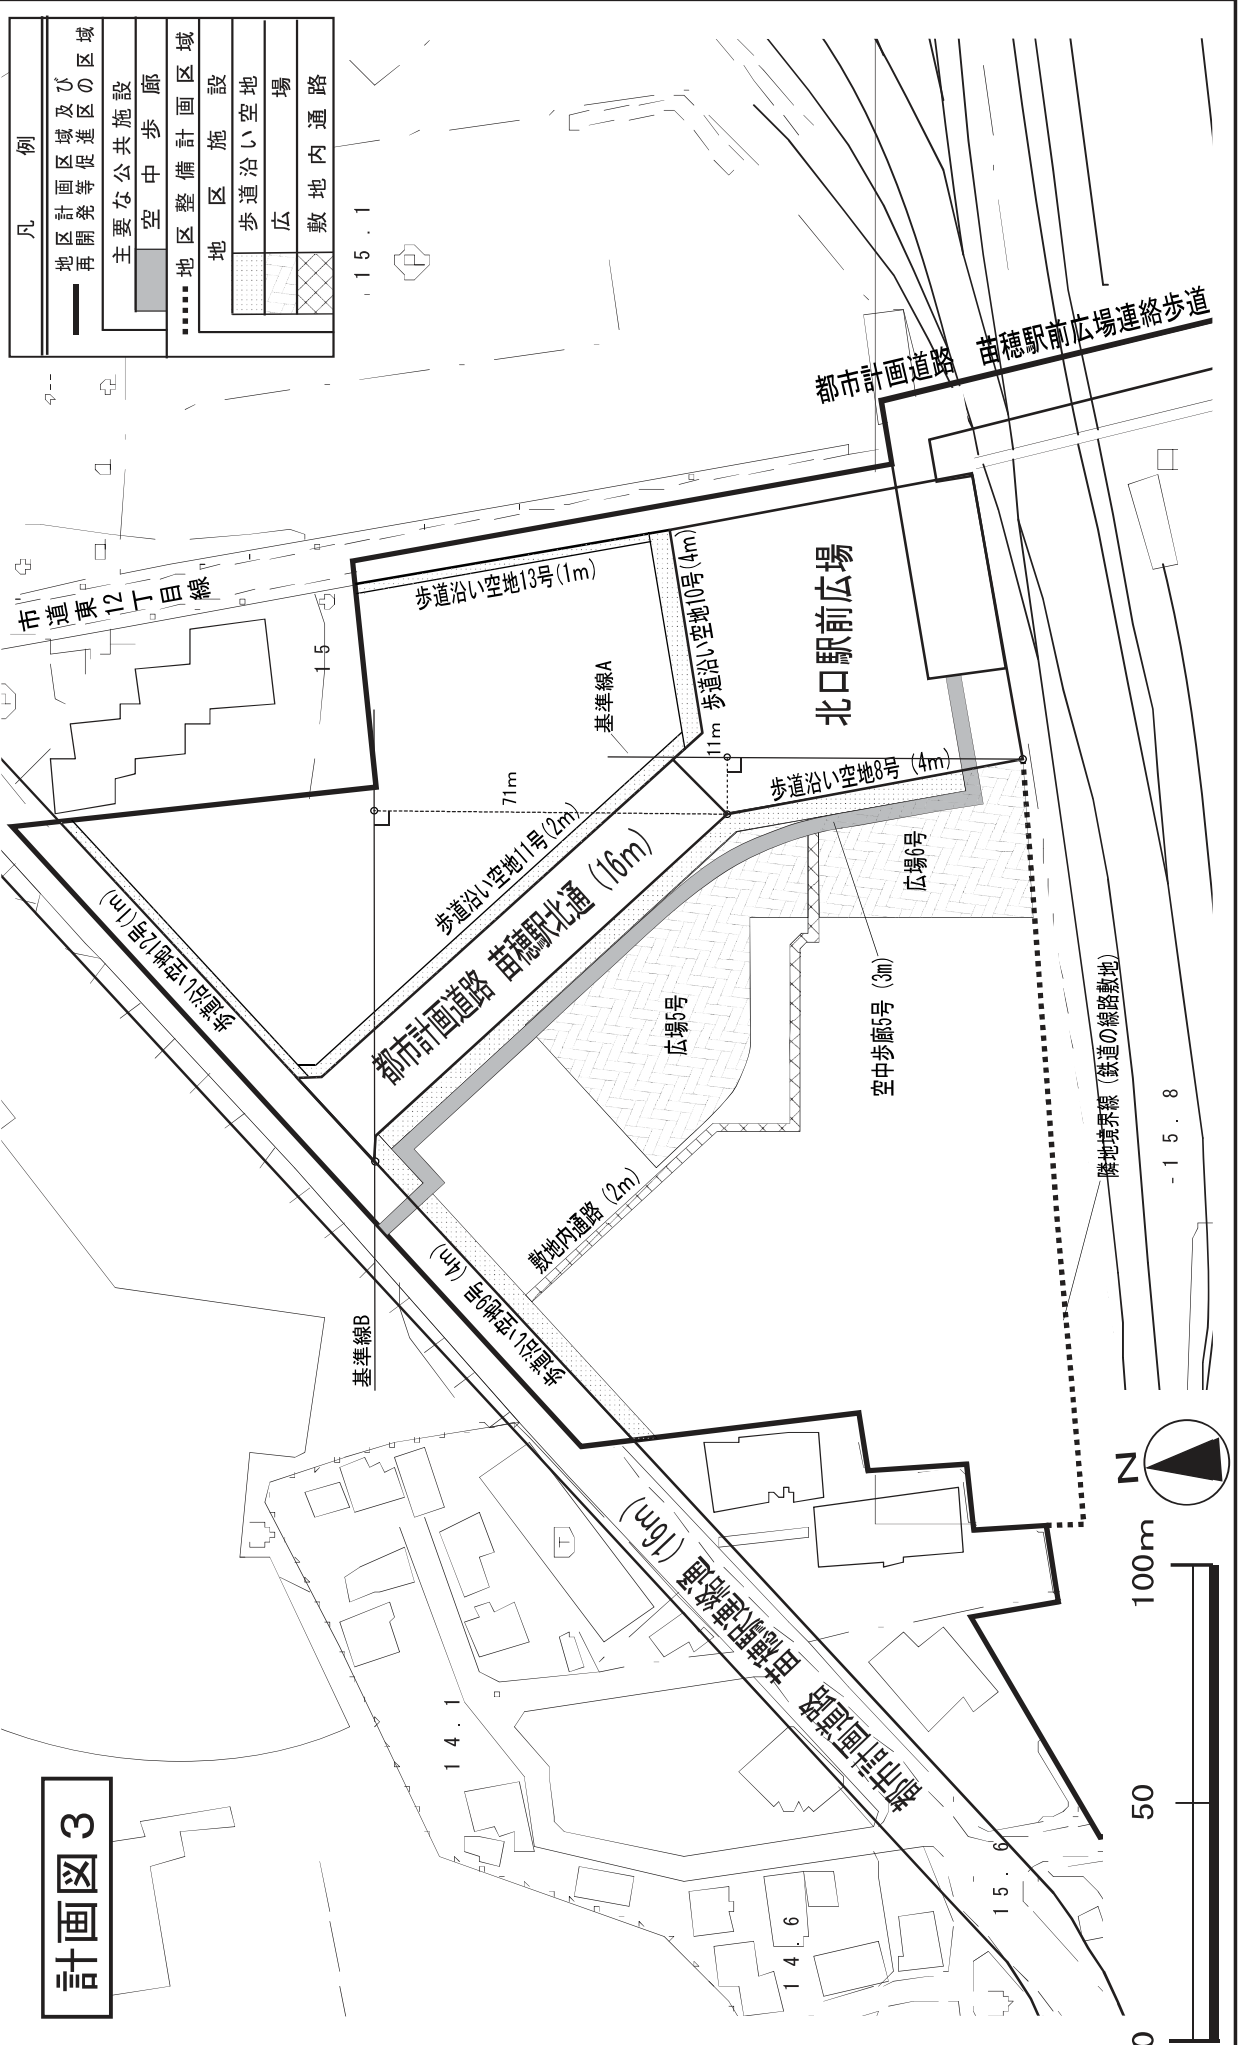 計画図3
凡例
地区計画区域及び
再開発等促進区の区域
主要な公共施設
空中歩廊
地区整備計画区域
地区施設
歩道沿い空地
広場
敷地内通路
市道東12丁目線
15
15.1
都市計画道路 苗穂駅前広場連絡歩道
歩道沿い空地13号(1m)
歩道沿い空地10号(4m)
基準線A
北口駅前広場
11m
71m
歩道沿い空地8号(4m)
歩道沿い空地11号(2m)
歩道沿い空地12号(1m)
都市計画道路 苗穂駅北通(16m)
広場6号
広場5号
空中歩廊5号(3m)
敷地内通路(2m)
歩道沿い空地9号(4m)
基準線B
隣地境界線(鉄道の線路敷地)
15.8
都市計画道路 苗穂駅連絡通(16m)
14.1
14.6
15.6
N
0
50
100m